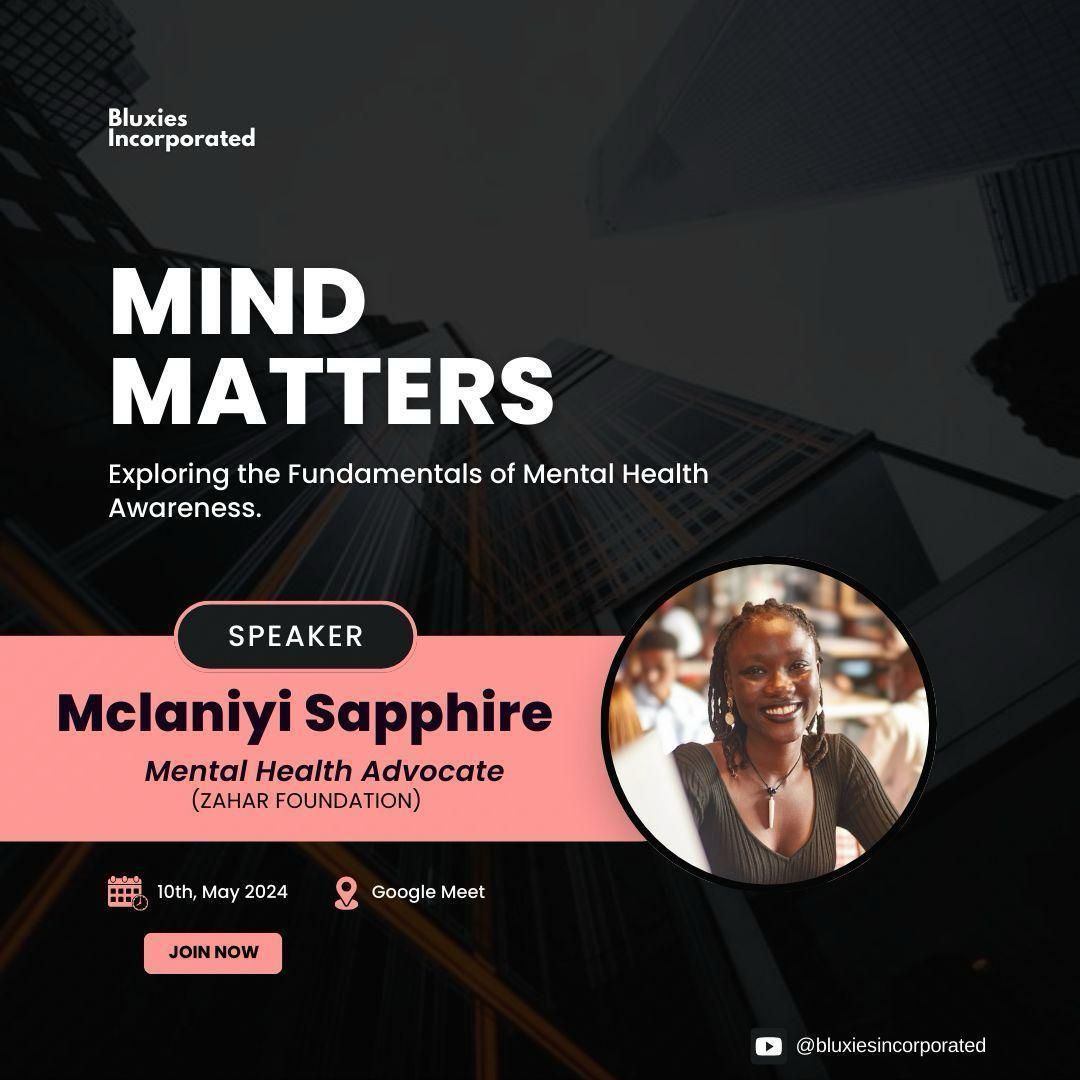 Bluxies
Incorporated
MIND
MATTERS
Exploring the Fundamentals of Mental Health
Awareness.
SPEAKER
Mclaniyi Sapphire
Mental Health Advocate
(ZAHAR FOUNDATION)
10th, May 2024
Google Meet
JOIN NOW
@bluxiesincorporated